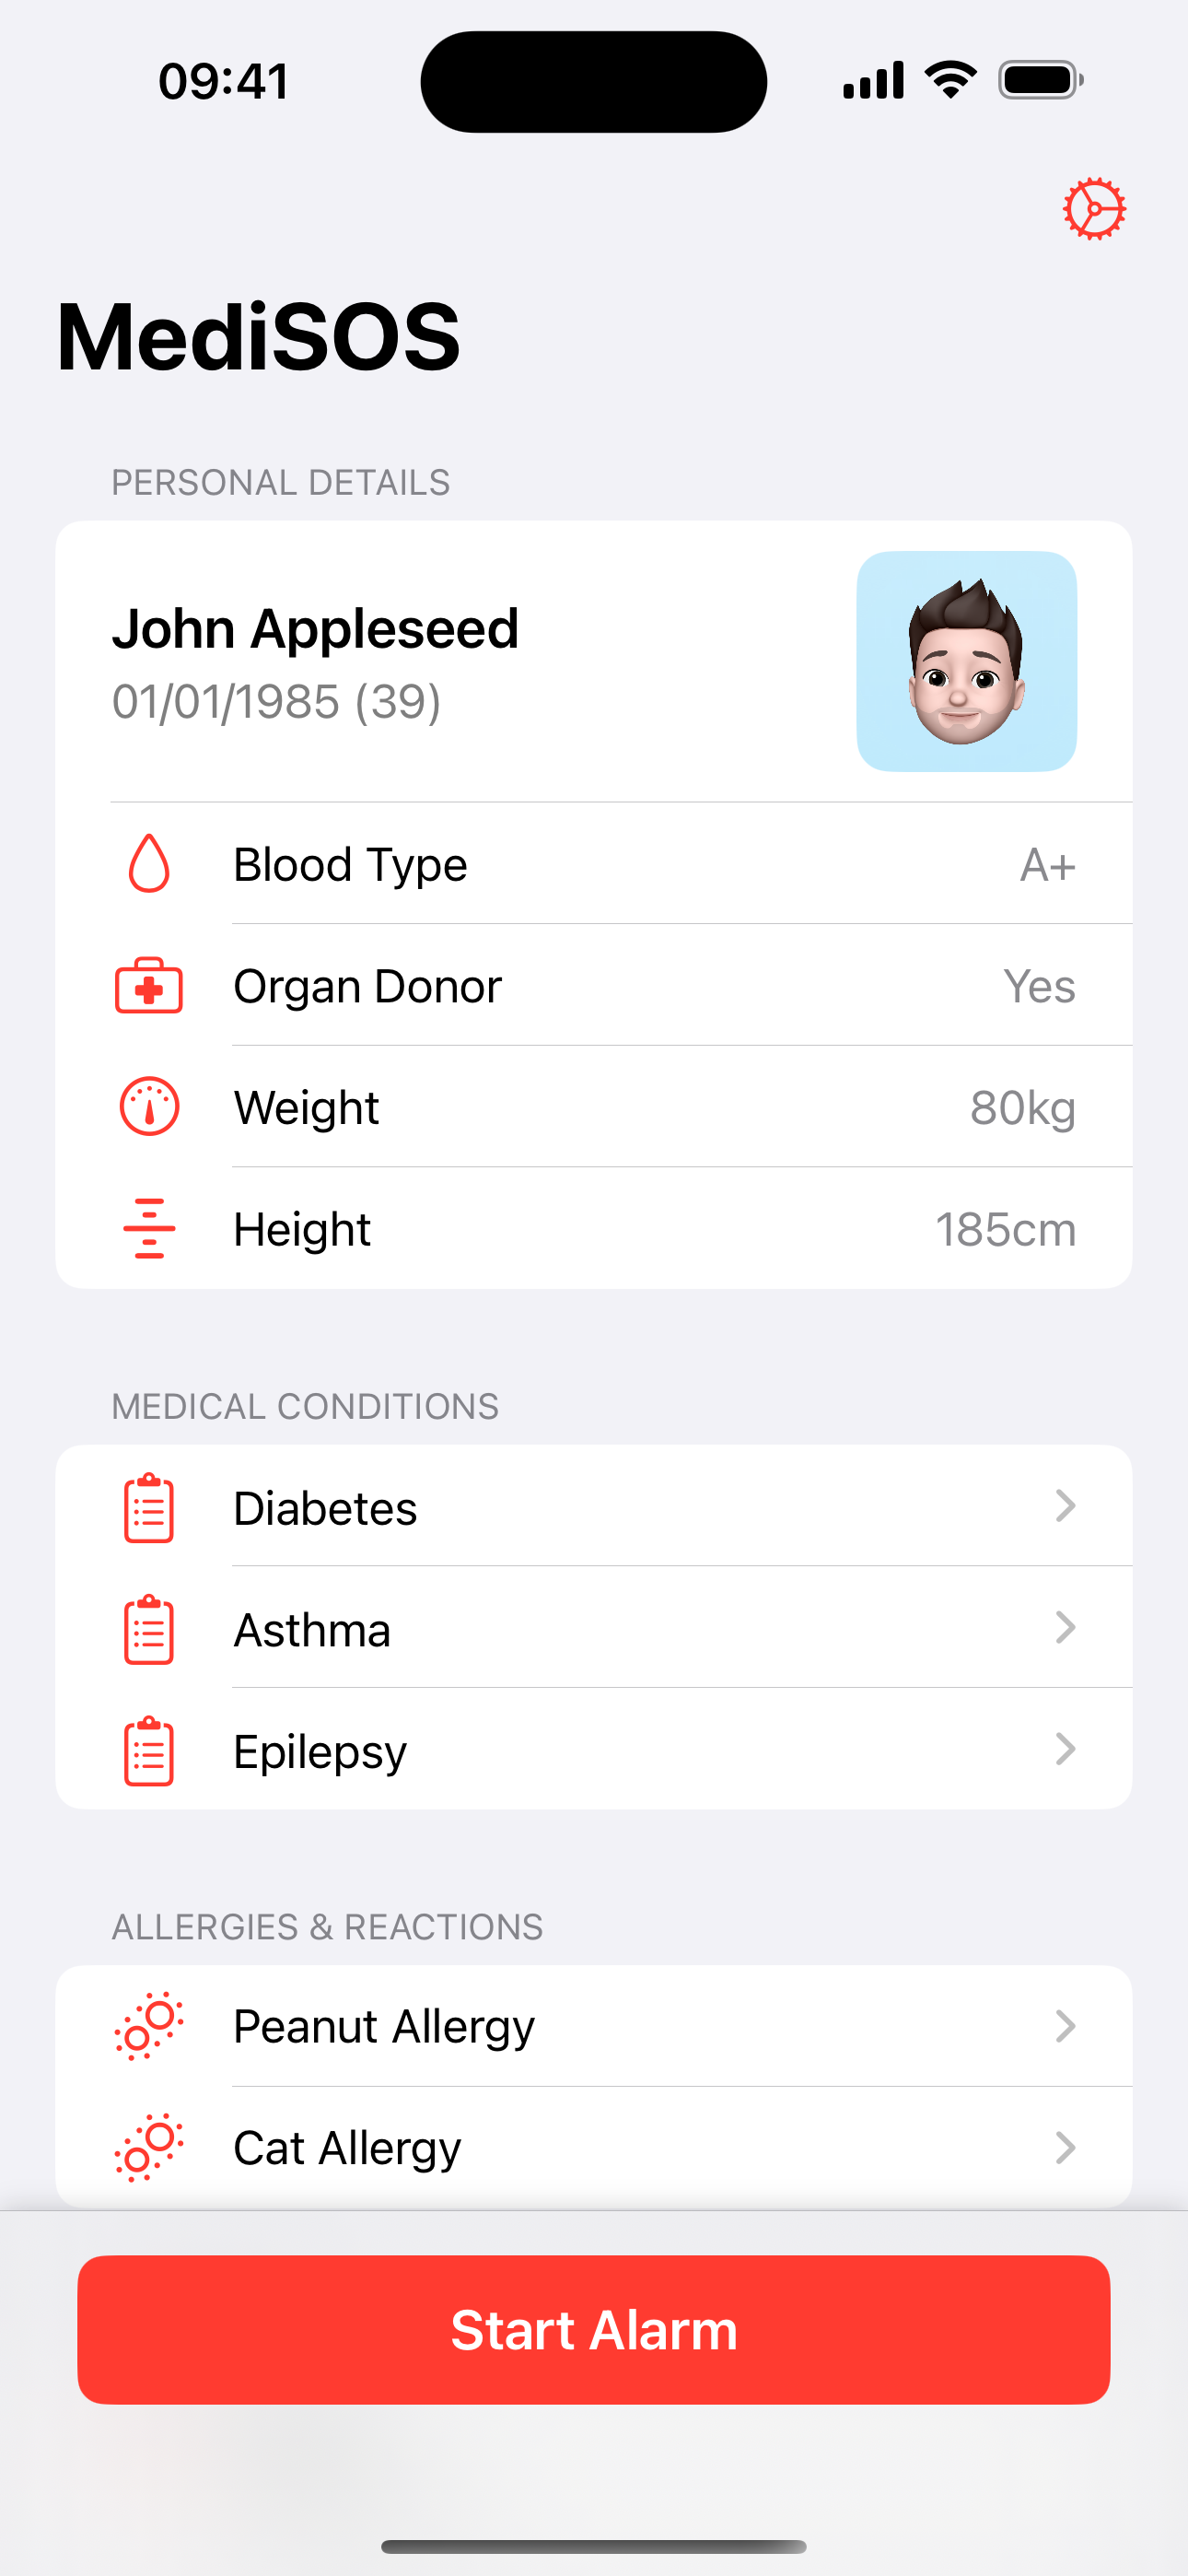 09:41
MediSOS
PERSONAL DETAILS
John Appleseed
01/01/1985 (39)
Blood Type A+
Organ Donor Yes
Weight 80kg
Height 185cm
MEDICAL CONDITIONS
Diabetes
Asthma
Epilepsy
ALLERGIES & REACTIONS
Peanut Allergy
Cat Allergy
Start Alarm